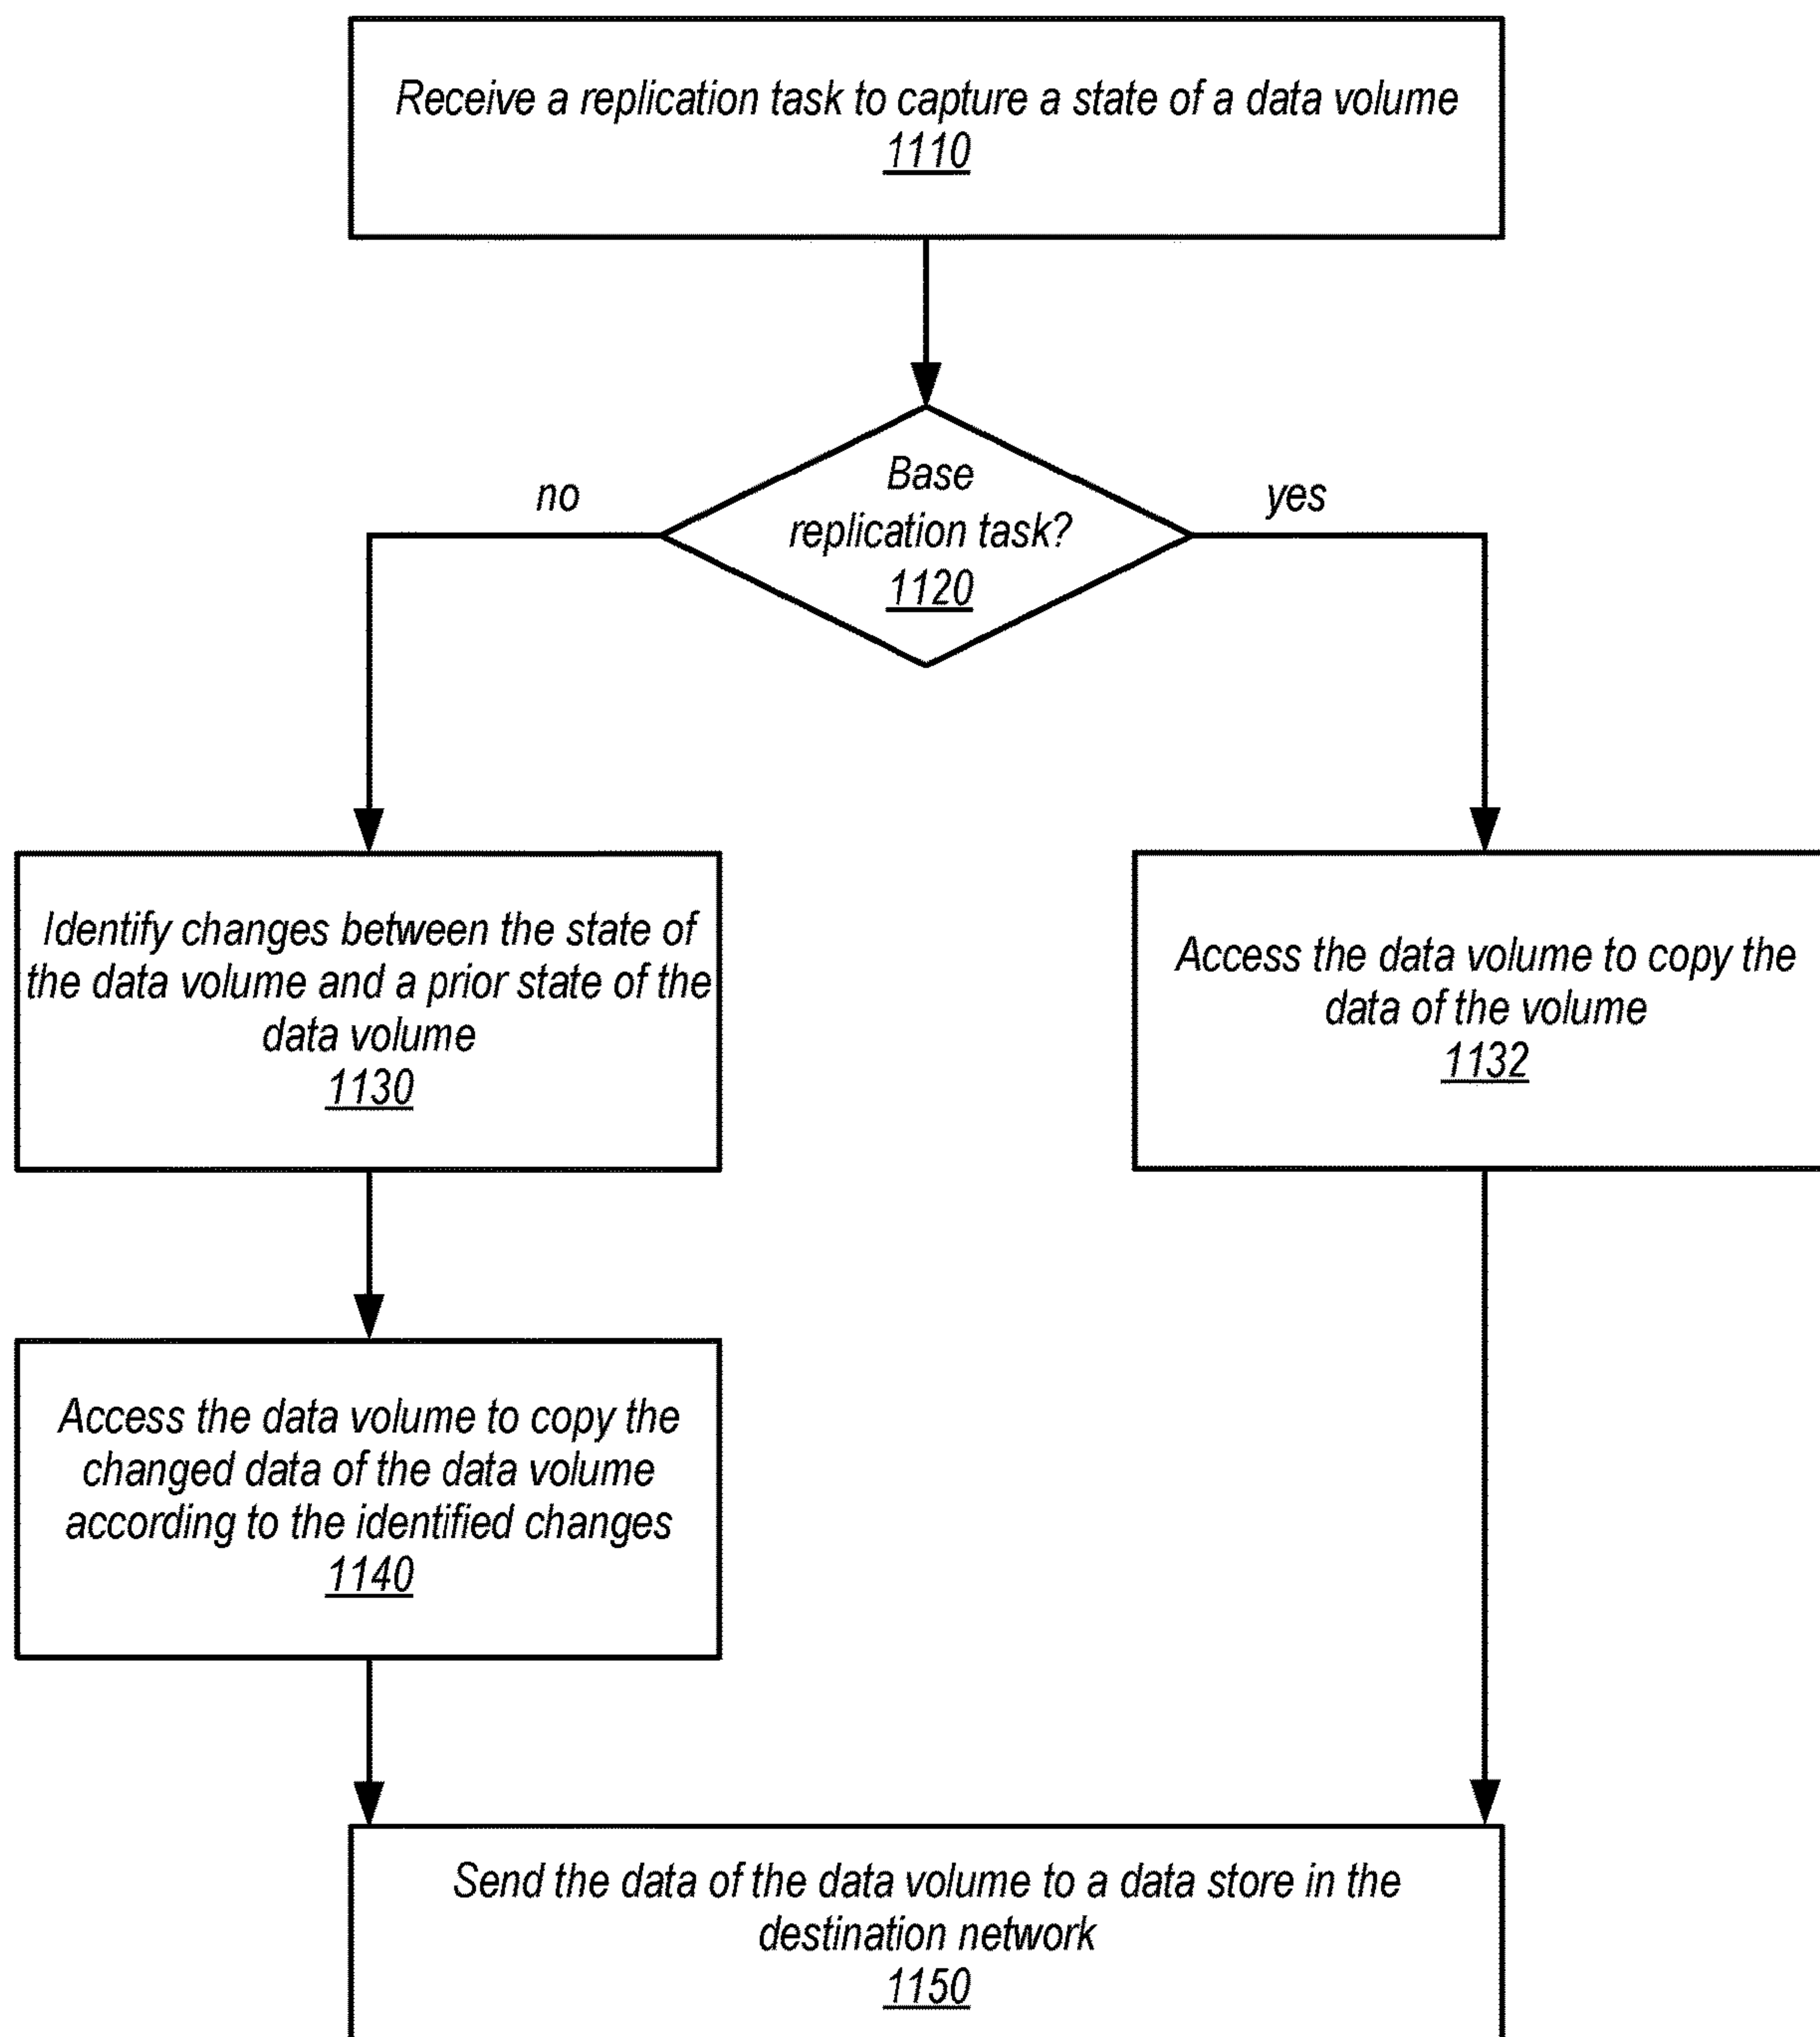 Receive a replication task to capture a state of a data volume
1110
Base
replication task?
1120
no
yes
Identify changes between the state of
the data volume and a prior state of the
data volume
1130
Access the data volume to copy the
data of the volume
1132
Access the data volume to copy the
changed data of the data volume
according to the identified changes
1140
Send the data of the data volume to a data store in the
destination network
1150